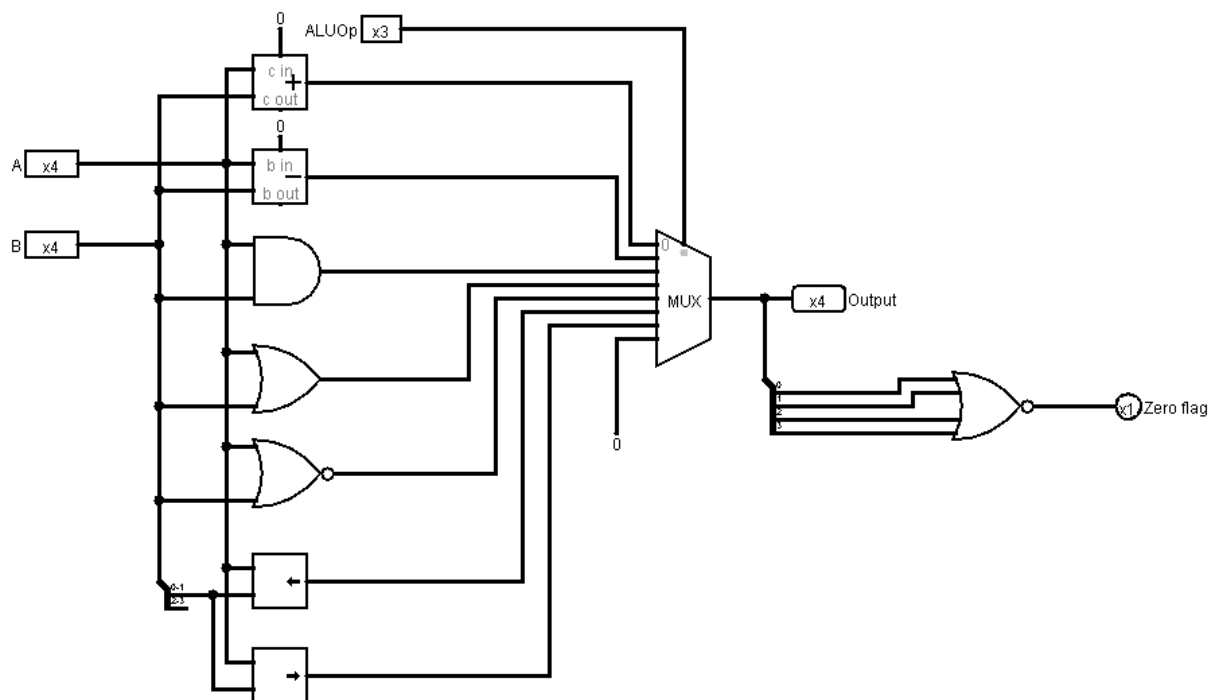 0
ALUOp x3
c in
+
c out
0
A x4
b in
b out
B x4
0
MUX
x4 Output
0
1
2
3
x1 Zero flag
0
0-1
2-3